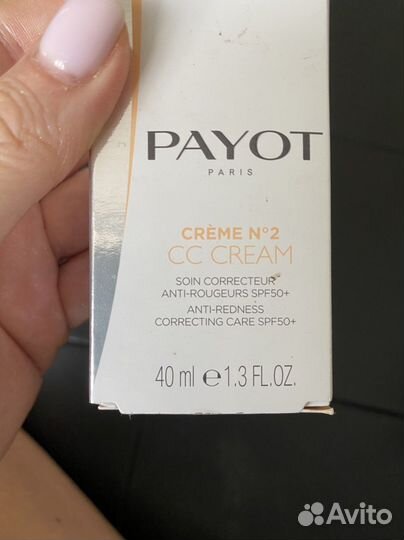 PAYOT
PARIS
CRÈME N°2
CC CREAM
SOIN CORRECTEUR
ANTI-ROUGEURS SPF50+
ANTI-REDNESS
CORRECTING CARE SPF50+
40 ml e 1.3 FL.OZ.
Avito